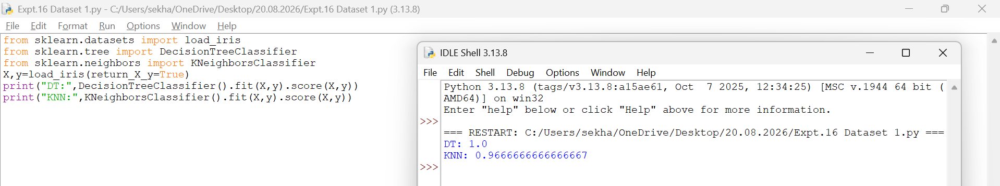 Expt.16 Dataset 1.py - C:/Users/sekha/OneDrive/Desktop/20.08.2026/Expt.16 Dataset 1.py (3.13.8)
File Edit Format Run Options Window Help
from sklearn.datasets import load_iris
from sklearn.tree import DecisionTreeClassifier
from sklearn.neighbors import KNeighborsClassifier
X,y=load_iris(return_X_y=True)
print("DT:",DecisionTreeClassifier().fit(X,y).score(X,y))
print("KNN:",KNeighborsClassifier().fit(X,y).score(X,y))
IDLE Shell 3.13.8
File Edit Shell Debug Options Window Help
Python 3.13.8 (tags/v3.13.8:a15ae61, Oct  7 2025, 12:34:25) [MSC v.1944 64 bit (
AMD64)] on win32
Enter "help" below or click "Help" above for more information.
>>>
=== RESTART: C:/Users/sekha/OneDrive/Desktop/20.08.2026/Expt.16 Dataset 1.py ===
DT: 1.0
KNN: 0.9666666666666667
>>>